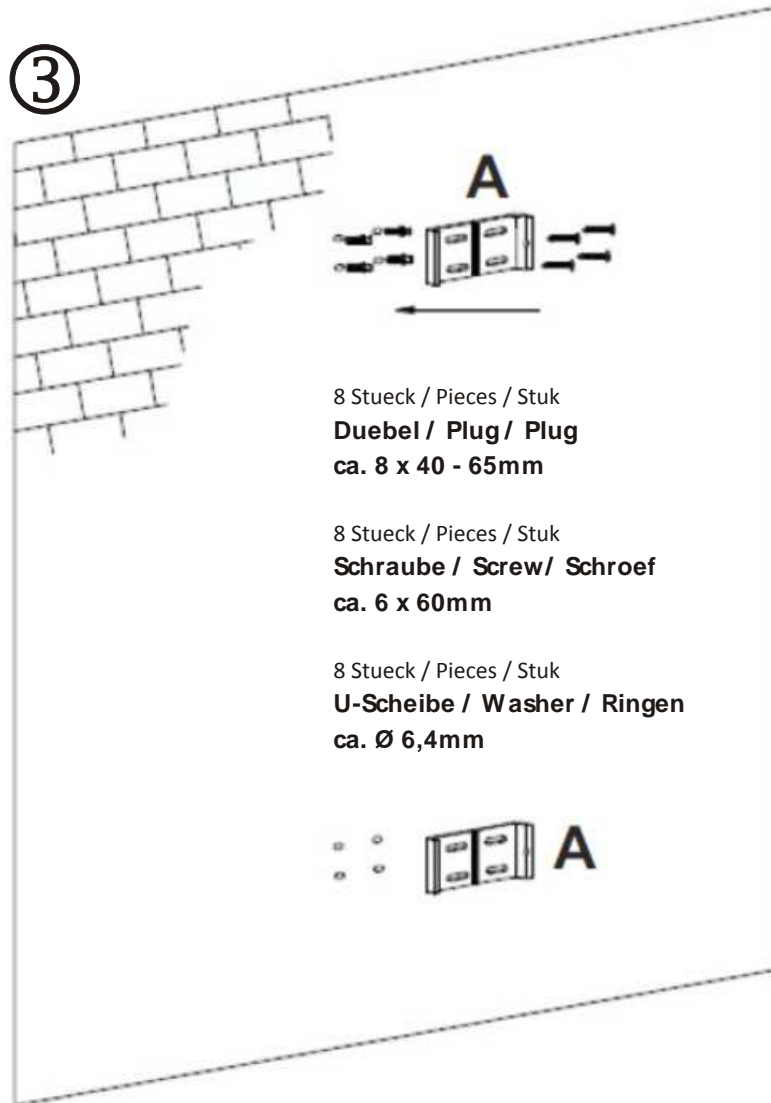 ③
A
8 Stueck / Pieces / Stuk
Duebel / Plug / Plug
ca. 8 x 40 - 65mm
8 Stueck / Pieces / Stuk
Schraube / Screw/ Schroef
ca. 6 x 60mm
8 Stueck / Pieces / Stuk
U-Scheibe / Washer / Ringen
ca. Ø 6,4mm
A